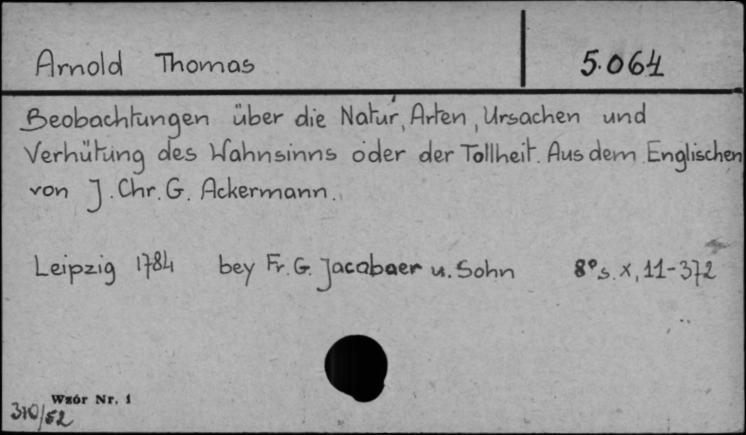 Arnold Thomas 5.064
Beobachtungen über die Natur, Arten, Ursachen und
Verhütung des Wahnsinns oder der Tollheit. Aus dem Englischen
von J. Chr. G. Ackermann.
Leipzig 1784 bey Fr. G. Jacobaer u. Sohn 8° s. X, 11-372
Wzór Nr. 1
310/52